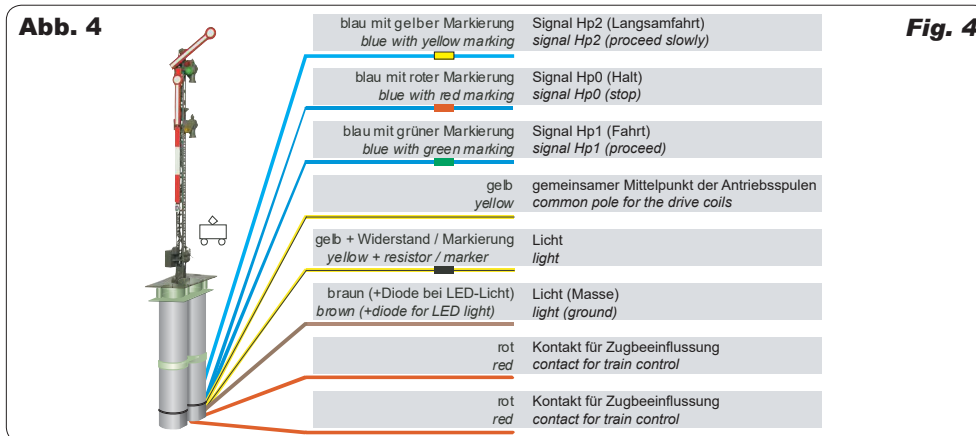 Abb. 4
Fig. 4
blau mit gelber Markierung Signal Hp2 (Langsamfahrt)
blue with yellow marking signal Hp2 (proceed slowly)
blau mit roter Markierung Signal Hp0 (Halt)
blue with red marking signal Hp0 (stop)
blau mit grüner Markierung Signal Hp1 (Fahrt)
blue with green marking signal Hp1 (proceed)
gelb gemeinsamer Mittelpunkt der Antriebsspulen
yellow common pole for the drive coils
gelb + Widerstand / Markierung Licht
yellow + resistor / marker light
braun (+Diode bei LED-Licht) Licht (Masse)
brown (+diode for LED light) light (ground)
rot Kontakt für Zugbeeinflussung
red contact for train control
rot Kontakt für Zugbeeinflussung
red contact for train control